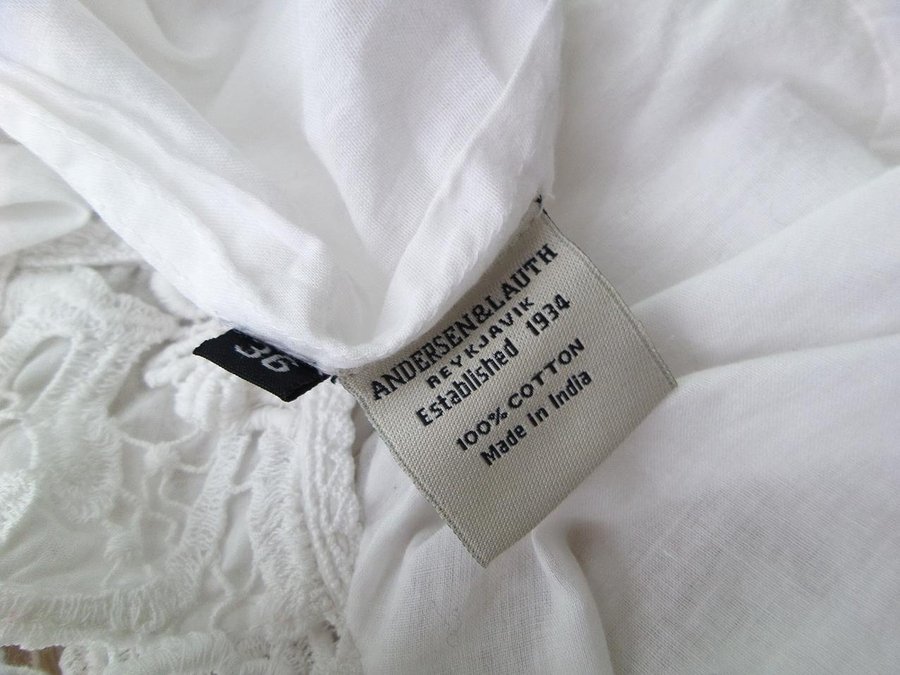 36
ANDERSEN&LAUTH
REYKJAVIK
Established 1934
100% COTTON
Made in India